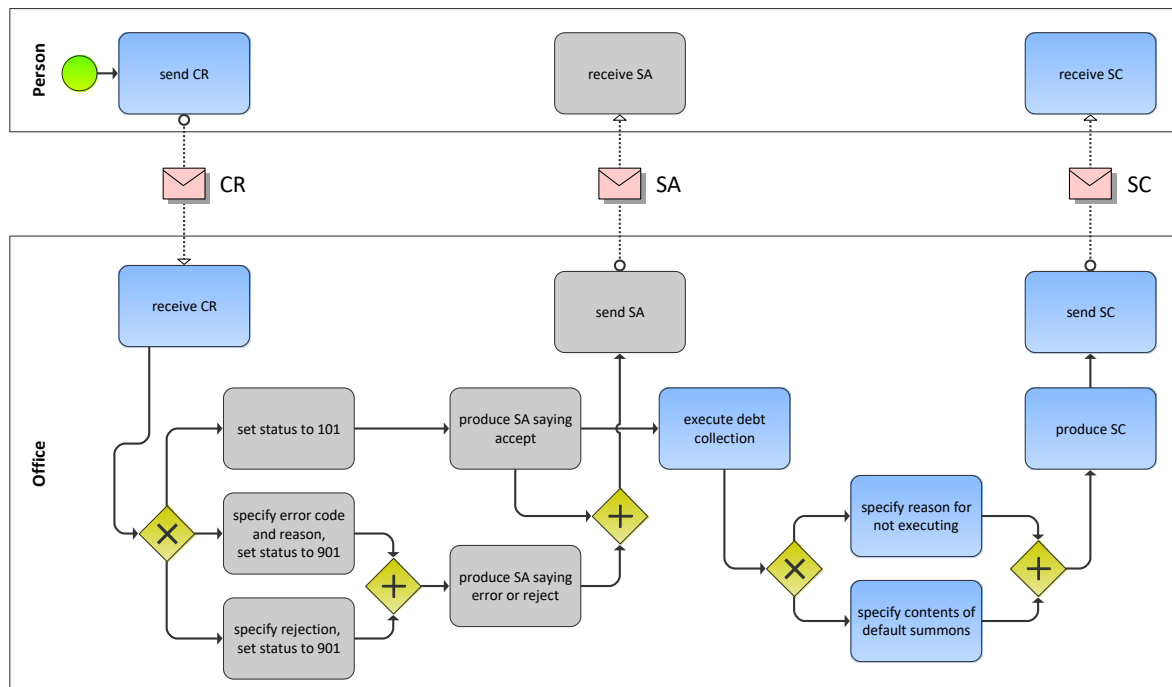 Person
send CR
receive SA
receive SC
CR
SA
SC
Office
receive CR
send SA
send SC
set status to 101
produce SA saying
accept
execute debt
collection
produce SC
specify error code
and reason,
set status to 901
specify reason for
not executing
produce SA saying
error or reject
specify rejection,
set status to 901
specify contents of
default summons